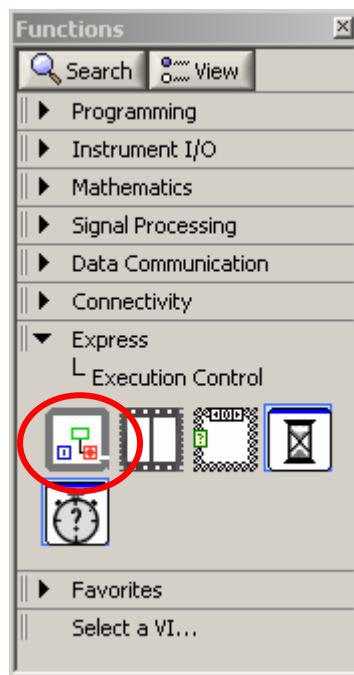 Functions
Search View
Programming
Instrument I/O
Mathematics
Signal Processing
Data Communication
Connectivity
Express
Execution Control
Favorites
Select a VI...